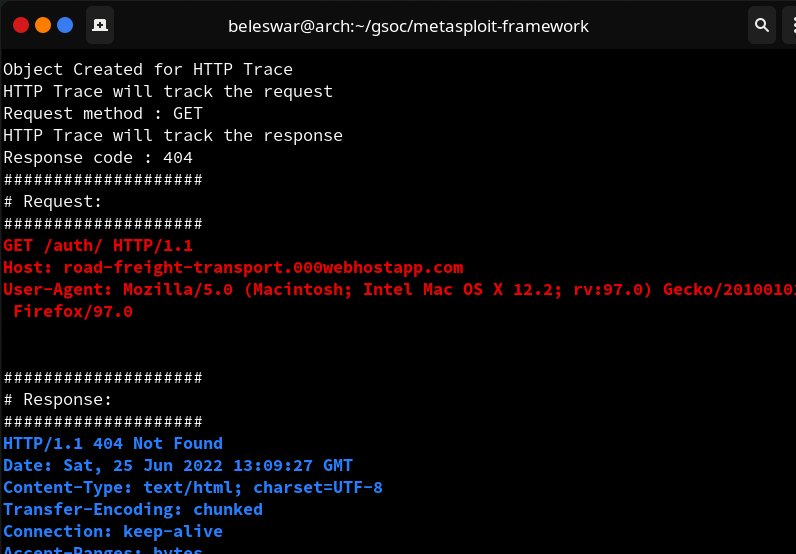 beleswar@arch:~/gsoc/metasploit-framework
Object Created for HTTP Trace
HTTP Trace will track the request
Request method : GET
HTTP Trace will track the response
Response code : 404
####################
# Request:
####################
GET /auth/ HTTP/1.1
Host: road-freight-transport.000webhostapp.com
User-Agent: Mozilla/5.0 (Macintosh; Intel Mac OS X 12.2; rv:97.0) Gecko/20100101
Firefox/97.0
####################
# Response:
####################
HTTP/1.1 404 Not Found
Date: Sat, 25 Jun 2022 13:09:27 GMT
Content-Type: text/html; charset=UTF-8
Transfer-Encoding: chunked
Connection: keep-alive
Accept-Ranges: bytes